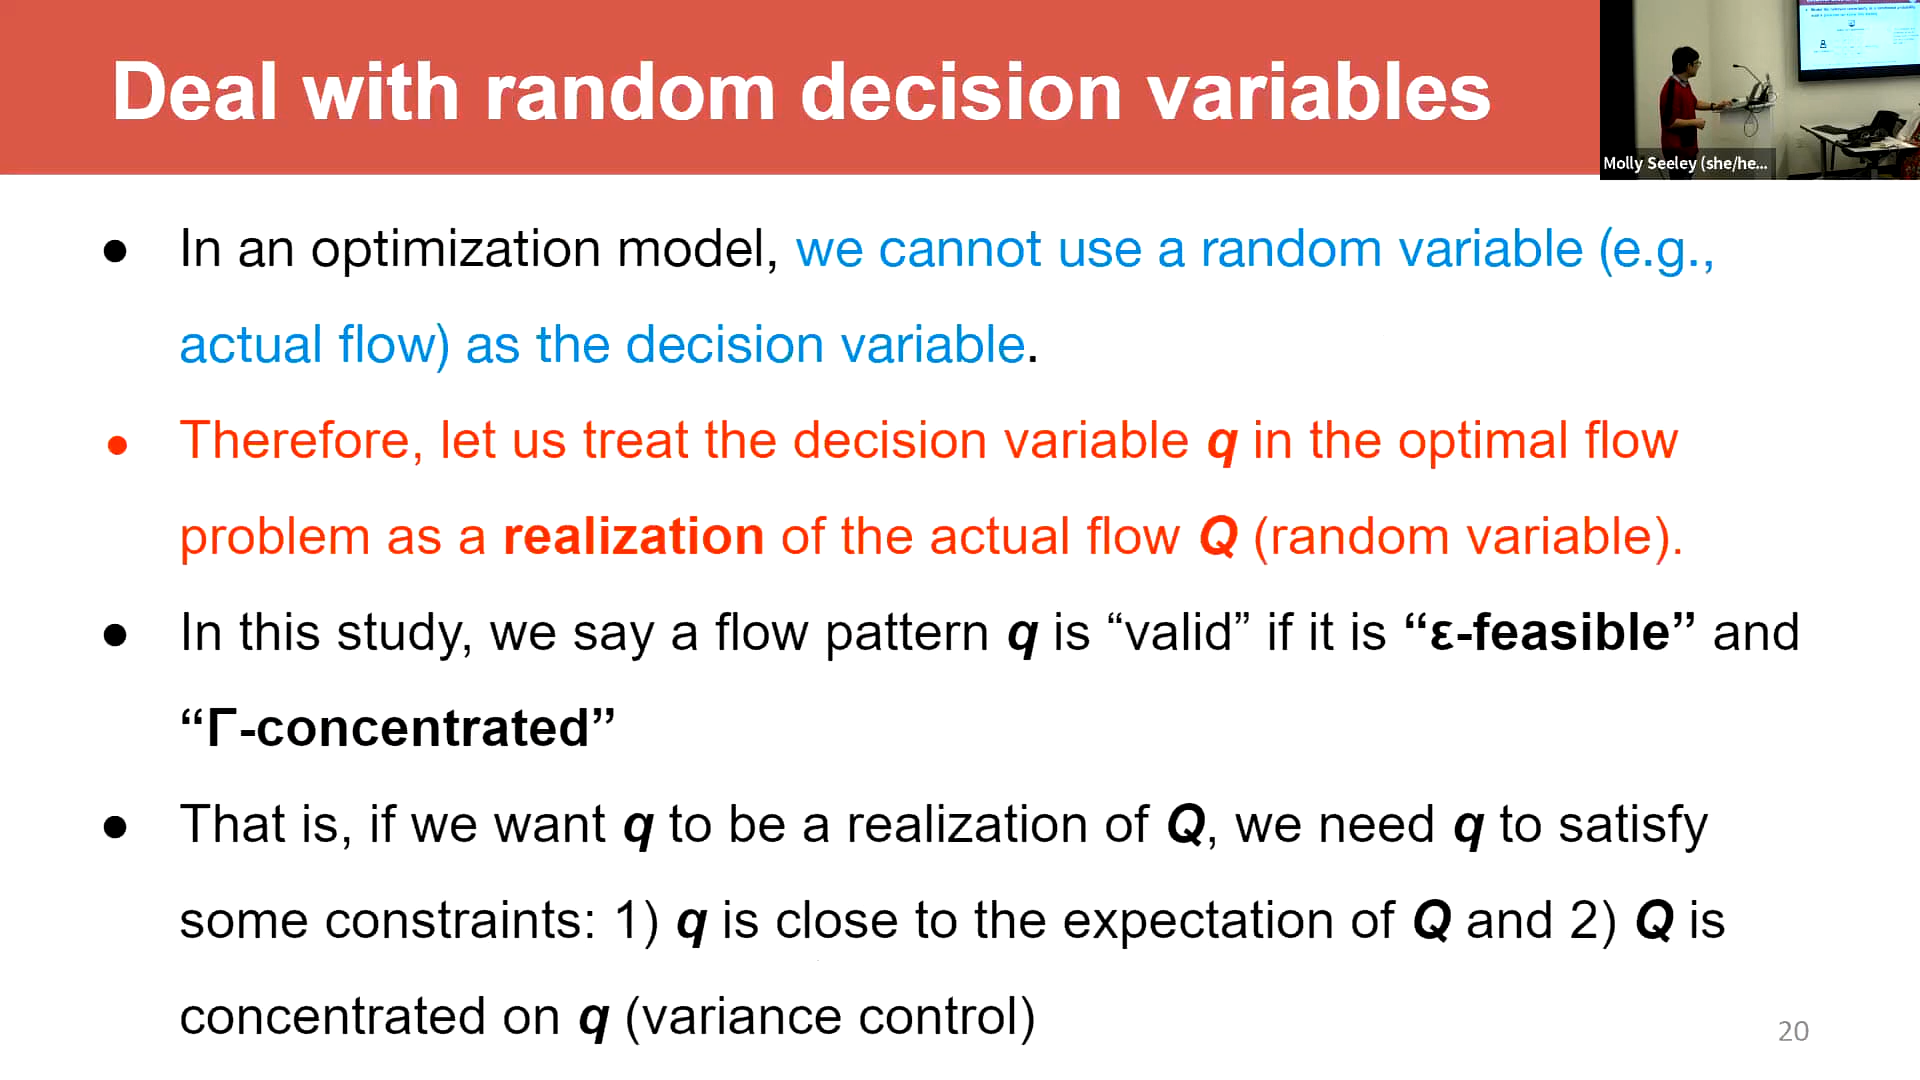 Deal with random decision variables
Molly Seeley (she/he...
● In an optimization model, we cannot use a random variable (e.g.,
actual flow) as the decision variable.
● Therefore, let us treat the decision variable q in the optimal flow
problem as a realization of the actual flow Q (random variable).
● In this study, we say a flow pattern q is “valid” if it is “ε-feasible” and
“Γ-concentrated”
● That is, if we want q to be a realization of Q, we need q to satisfy
some constraints: 1) q is close to the expectation of Q and 2) Q is
concentrated on q (variance control)
20